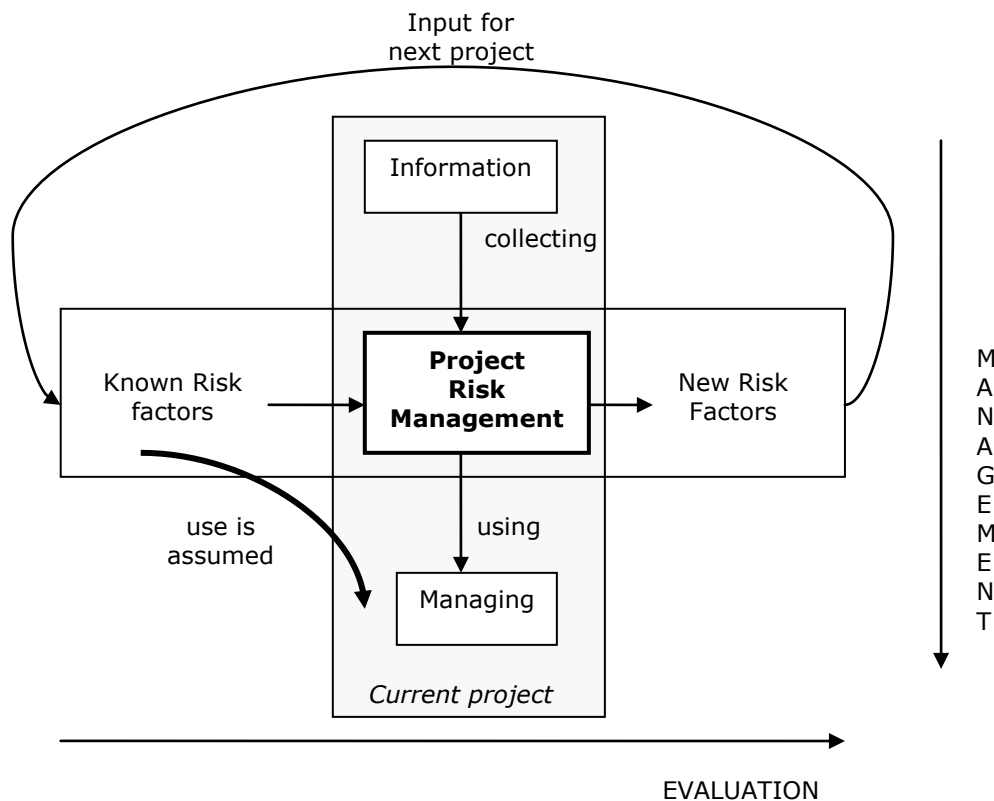 Input for
next project
Information
collecting
Known Risk
factors
Project
Risk
Management
New Risk
Factors
use is
assumed
using
Managing
Current project
EVALUATION
M
A
N
A
G
E
M
E
N
T